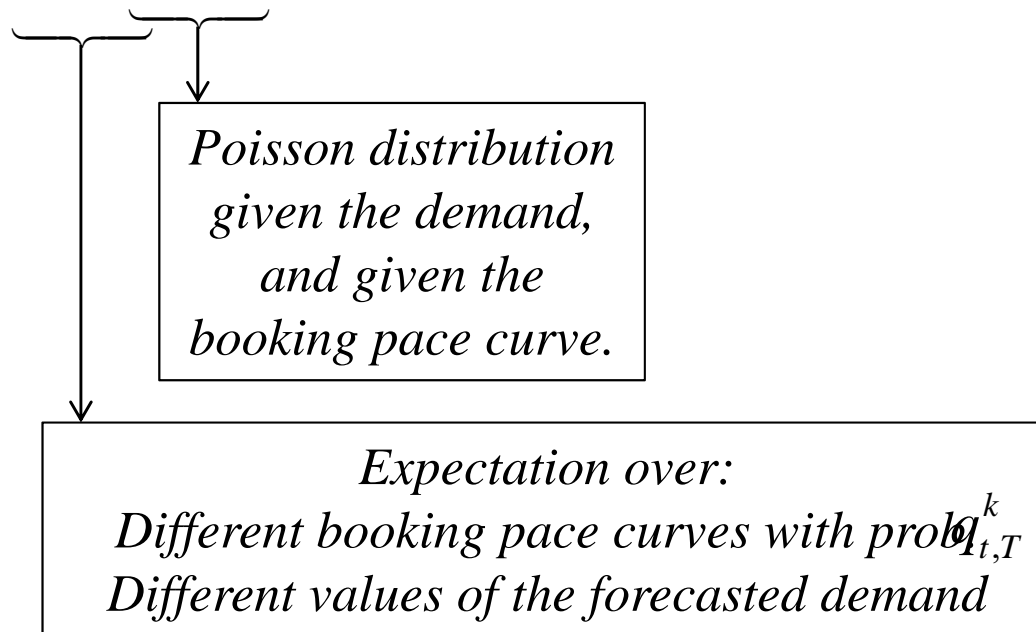 Poisson distribution
given the demand,
and given the
booking pace curve.
Expectation over:
Different booking pace curves with prob q^k_{t,T}
Different values of the forecasted demand